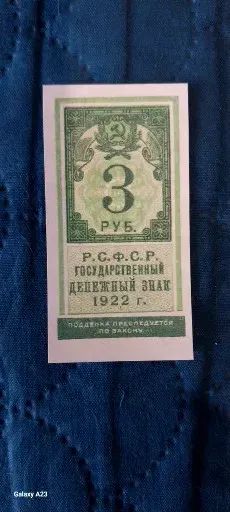 3
РУБ.
Р.С.Ф.С.Р.
ГОСУДАРСТВЕННЫЙ
ДЕНЕЖНЫЙ ЗНАК
1922 г.
ПОДДЕЛКА ПРЕСЛЕДУЕТСЯ
ПО ЗАКОНУ.
Galaxy A23